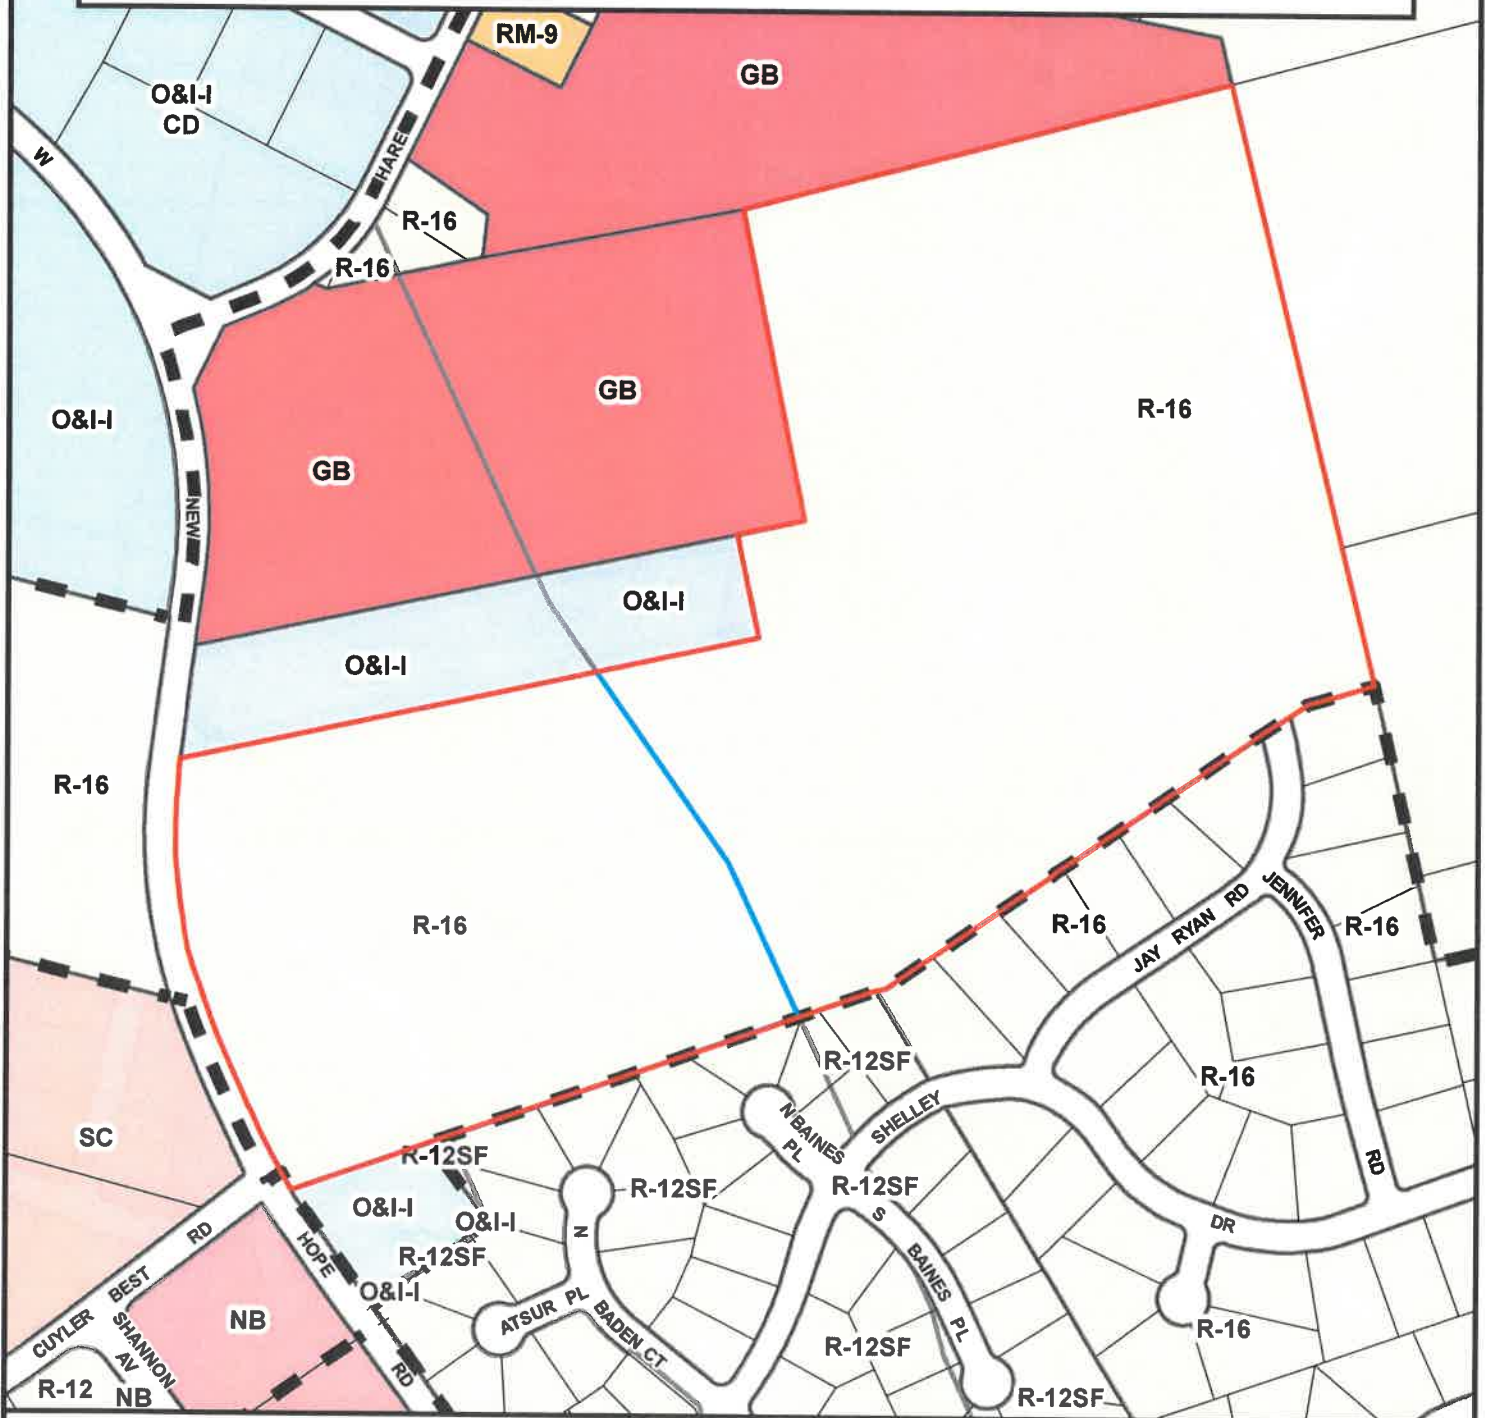 RM-9
GB
O&I-I
CD
HARE
W
R-16
R-16
GB
R-16
O&I-I
GB
NEW
O&I-I
O&I-I
R-16
R-16
R-16
JENNIFER
JAY RYAN RD
R-16
R-12SF
R-16
SHELLEY
N BAINES
PL
SC
R-12SF
R-12SF
R-12SF
RD
O&I-I
O&I-I
S
DR
N
RD
HOPE
R-12SF
BAINES PL
O&I-I
CUYLER BEST
ATSUR PL
BADEN CT
NB
SHANNON
AV
R-16
R-12SF
RD
R-12
NB
R-12SF